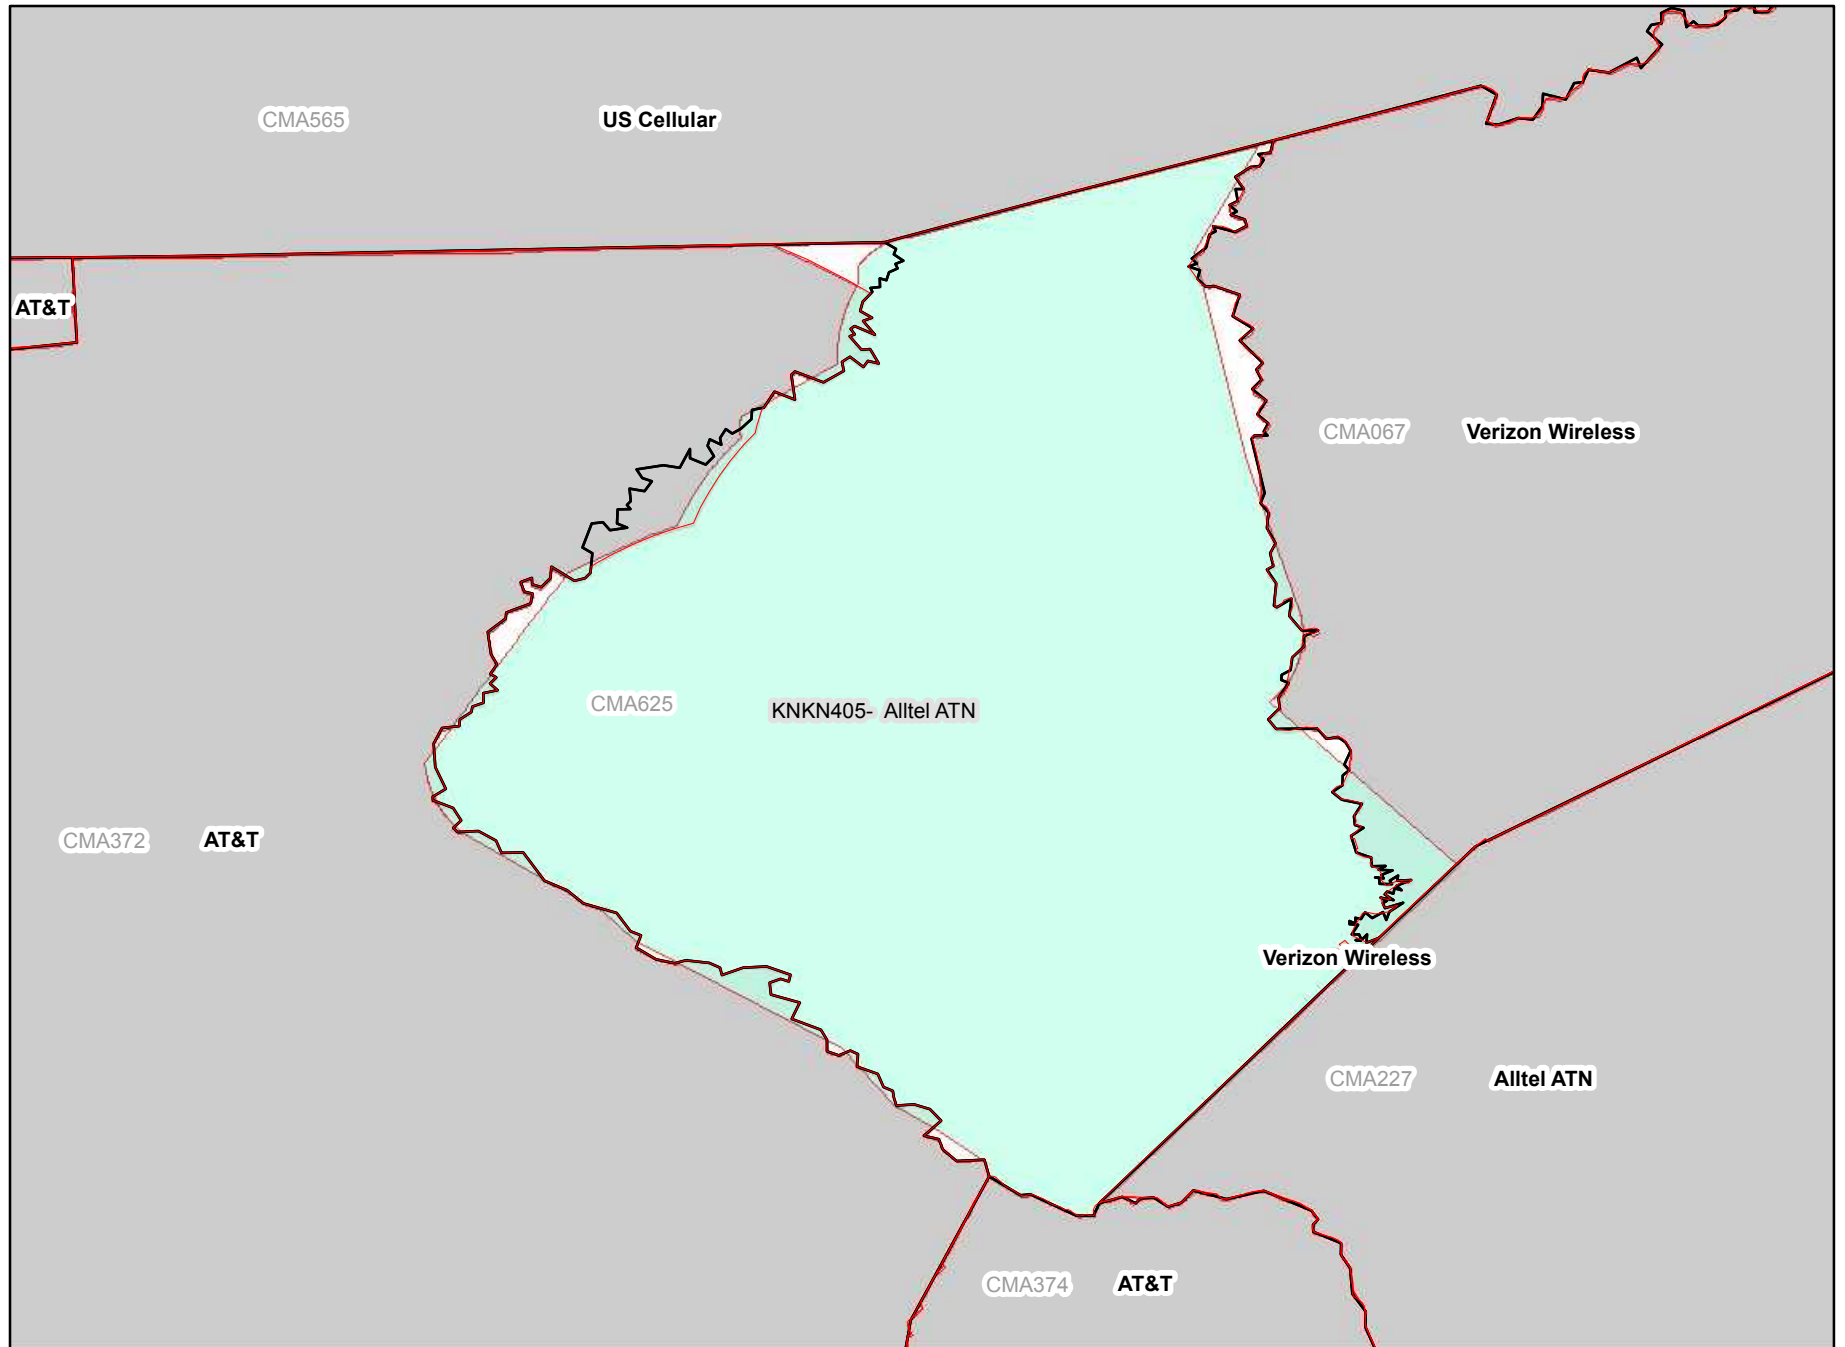 CMA565 US Cellular
AT&T
CMA067 Verizon Wireless
CMA625 KNKN405- Alltel ATN
CMA372 AT&T
Verizon Wireless
CMA227 Alltel ATN
CMA374 AT&T